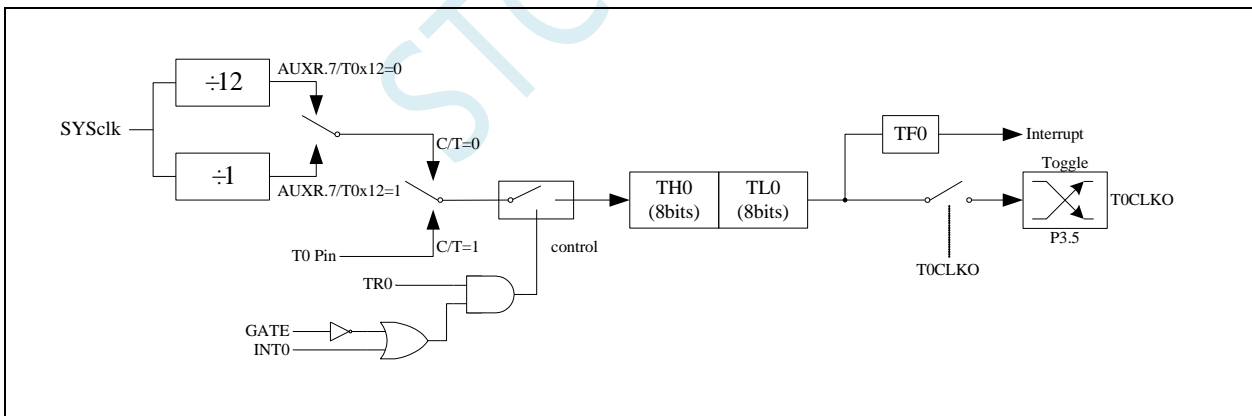 STC
÷12
AUXR.7/T0x12=0
SYSclk
÷1
AUXR.7/T0x12=1
C/T=0
C/T=1
T0 Pin
control
TR0
GATE
INT0
TH0
(8bits)
TL0
(8bits)
TF0
Interrupt
Toggle
T0CLKO
P3.5
T0CLKO